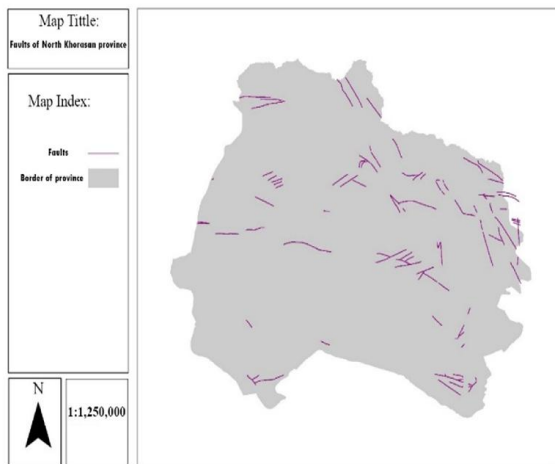 Map Tittle:
Faults of North Khorasan province
Map Index:
Faults
Border of province
N
1:1,250,000